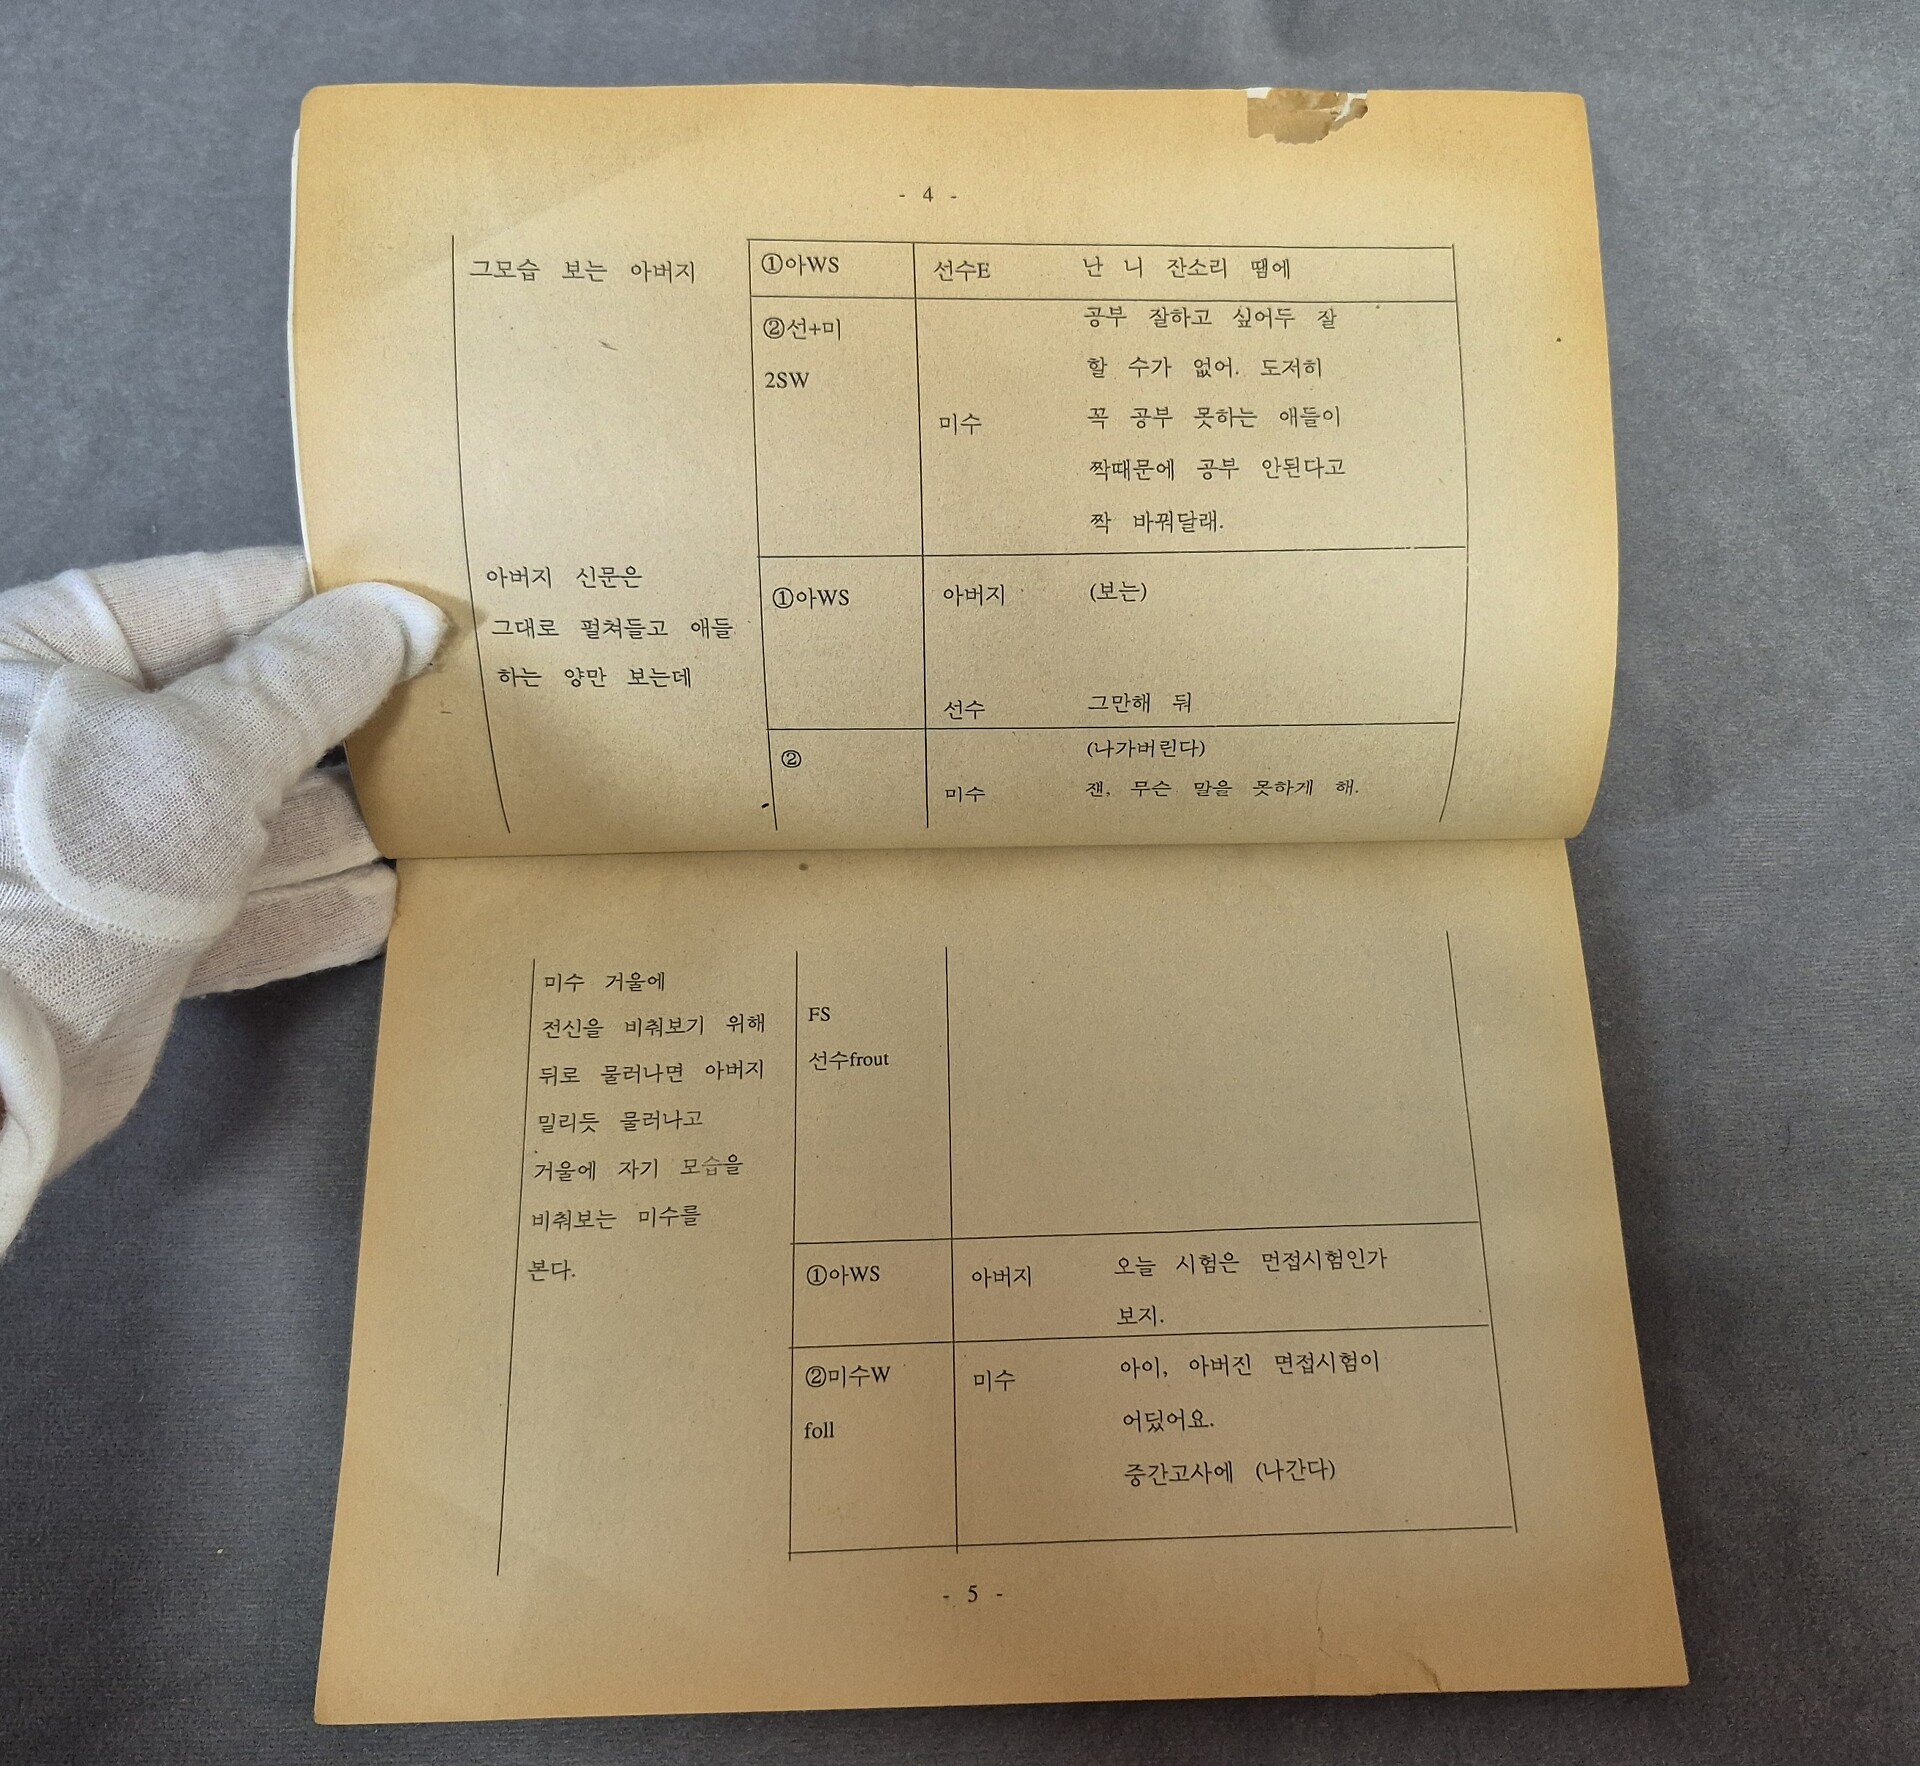 - 4 -
그모습 보는 아버지
①아WS
선수E 난 니 잔소리 땜에
②선+미
공부 잘하고 싶어두 잘
2SW
할 수가 없어. 도저히
미수 꼭 공부 못하는 애들이
짝때문에 공부 안된다고
짝 바꿔달래.
아버지 신문은
그대로 펼쳐들고 애들
하는 양만 보는데
①아WS
아버지 (보는)
선수 그만해 둬
②
(나가버린다)
미수 쟨, 무슨 말을 못하게 해.
미수 거울에
전신을 비춰보기 위해
뒤로 물러나면 아버지
밀리듯 물러나고
거울에 자기 모습을
비춰보는 미수를
본다.
FS
선수frout
①아WS
아버지 오늘 시험은 먼접시험인가
보지.
②미수W
foll
미수 아이, 아버진 면접시험이
어딨어요.
중간고사에 (나간다)
- 5 -